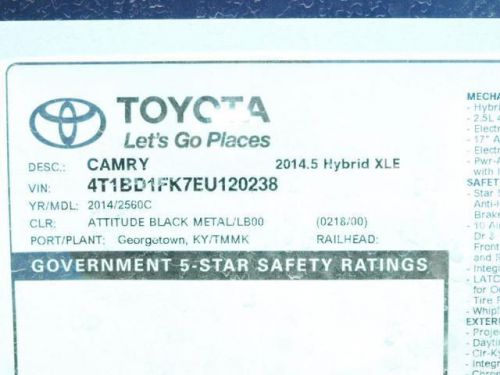 TOYOTA
Let's Go Places
DESC.: CAMRY 2014.5 Hybrid XLE
VIN: 4T1BD1FK7EU120238
YR/MDL: 2014/2560C
CLR: ATTITUDE BLACK METAL/LB00 (0218/00)
PORT/PLANT: Georgetown, KY/TMMK RAILHEAD:
GOVERNMENT 5-STAR SAFETY RATINGS
MECHA
- Hybri
- 2.5L 4
- Electr
- 17" A
- Electr
- Pwr-A
with I
SAFET
- Star S
Anti-l
Brake
- 10 Ai
Dr &
Front
and R
- Integ
- LATC
for O
- Tire F
- Whip
EXTER
- Proje
- Dayti
- Clr-K
- Integ
- Chro